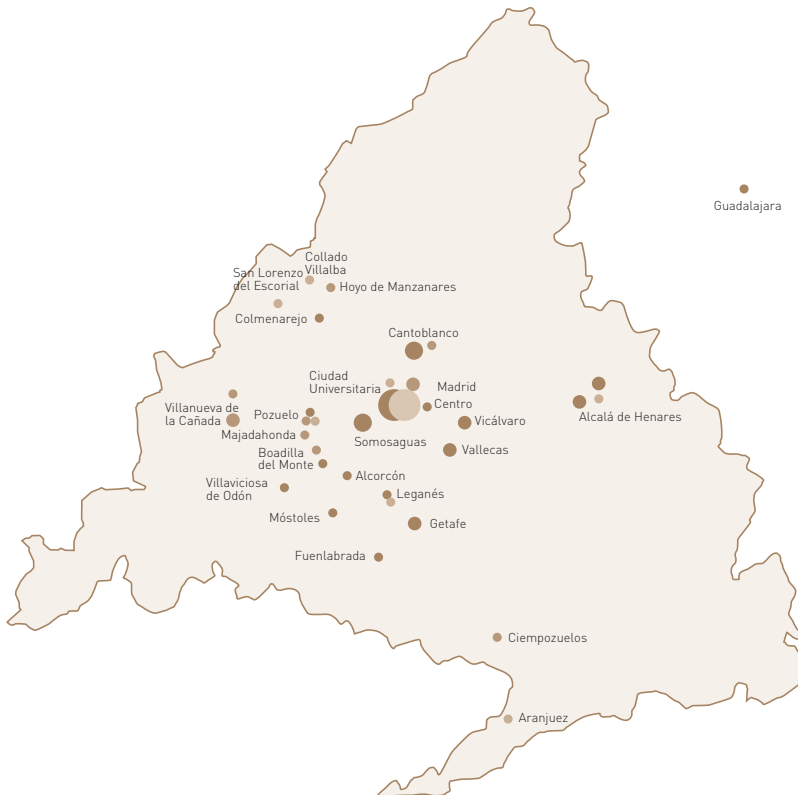 Guadalajara
Collado
Villalba
San Lorenzo
del Escorial
Hoyo de Manzanares
Colmenarejo
Cantoblanco
Ciudad
Universitaria
Madrid
Centro
Villanueva de
la Cañada
Pozuelo
Alcalá de Henares
Vicálvaro
Majadahonda
Somosaguas
Boadilla
del Monte
Vallecas
Alcorcón
Villaviciosa
de Odón
Leganés
Móstoles
Getafe
Fuenlabrada
Ciempozuelos
Aranjuez